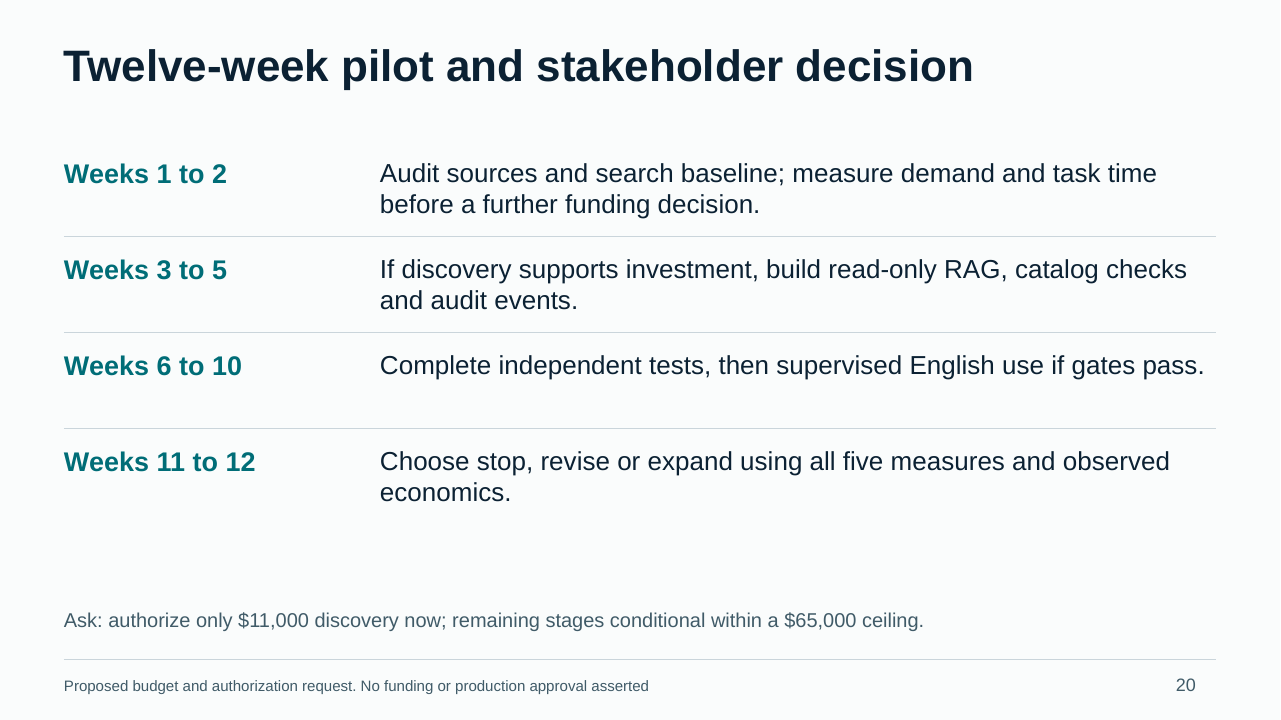 Twelve-week pilot and stakeholder decision
Weeks 1 to 2
Audit sources and search baseline; measure demand and task time
before a further funding decision.
Weeks 3 to 5
If discovery supports investment, build read-only RAG, catalog checks
and audit events.
Weeks 6 to 10
Complete independent tests, then supervised English use if gates pass.
Weeks 11 to 12
Choose stop, revise or expand using all five measures and observed
economics.
Ask: authorize only $11,000 discovery now; remaining stages conditional within a $65,000 ceiling.
Proposed budget and authorization request. No funding or production approval asserted
20